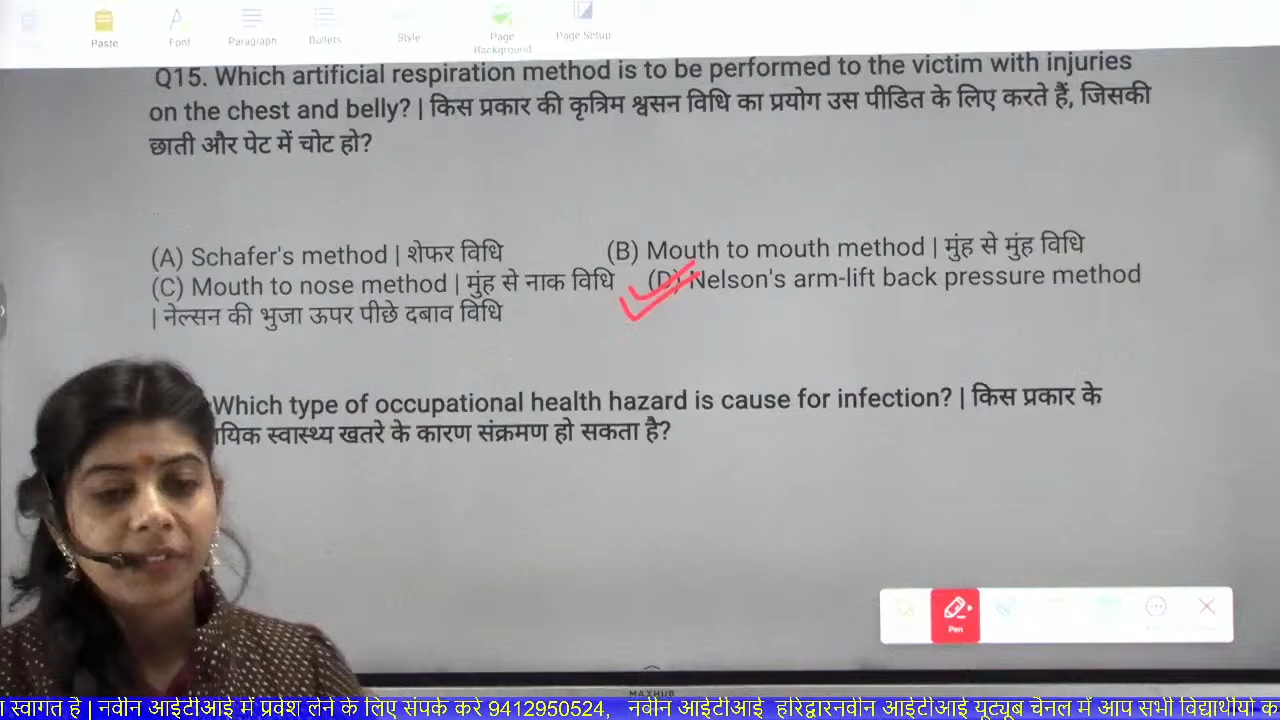 Paste
Font
Paragraph
Bullets
Style
Page
Background
Page Setup
Q15. Which artificial respiration method is to be performed to the victim with injuries
on the chest and belly? | किस प्रकार की कृत्रिम श्वसन विधि का प्रयोग उस पीडित के लिए करते हैं, जिसकी
छाती और पेट में चोट हो?
(A) Schafer's method | शेफर विधि (B) Mouth to mouth method | मुंह से मुंह विधि
(C) Mouth to nose method | मुंह से नाक विधि (D) Nelson's arm-lift back pressure method
| नेल्सन की भुजा ऊपर पीछे दबाव विधि
Which type of occupational health hazard is cause for infection? | किस प्रकार के
स्वास्थ्य खतरे के कारण संक्रमण हो सकता है?
Pen
MAXHUB
स्वागत है | नवीन आईटीआई में प्रवेश लेने के लिए संपर्क करे 9412950524, नवीन आईटीआई हरिद्वारनवीन आईटीआई यूट्यूब चैनल में आप सभी विद्यार्थीयो